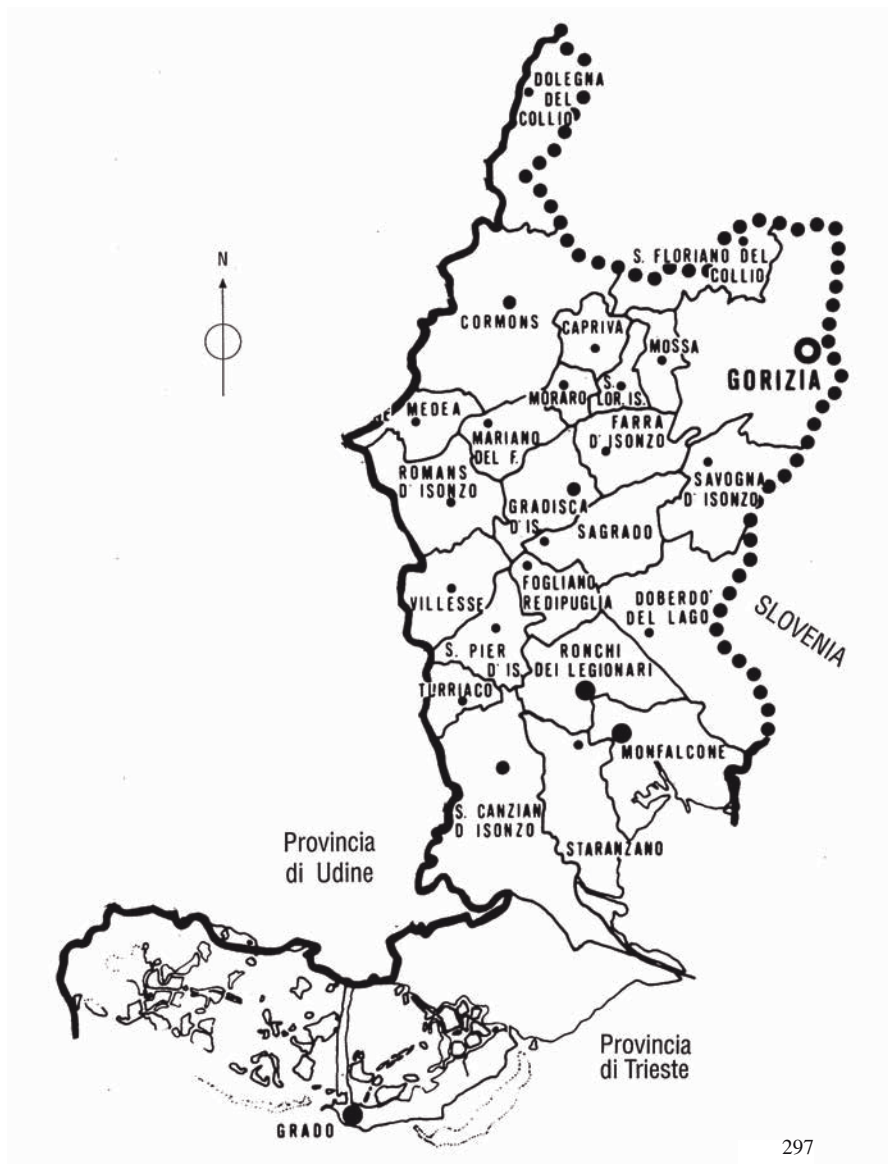 DOLEGNA
DEL
COLLIO
N
S. FLORIANO DEL
COLLIO
CORMONS
CAPRIVA
MOSSA
GORIZIA
MORARO
S.
LOR. IS.
MEDEA
MARIANO
DEL F.
FARRA
D'ISONZO
ROMANS
D'ISONZO
SAVOGNA
D'ISONZO
GRADISCA
D'IS.
SAGRADO
FOGLIANO
REDIPUGLIA
VILLESSE
DOBERDO'
DEL LAGO
SLOVENIA
S. PIER
D'IS.
RONCHI
DEI LEGIONARI
TURRIACO
MONFALCONE
S. CANZIAN
D ISONZO
STARANZANO
Provincia
di Udine
Provincia
di Trieste
GRADO
297